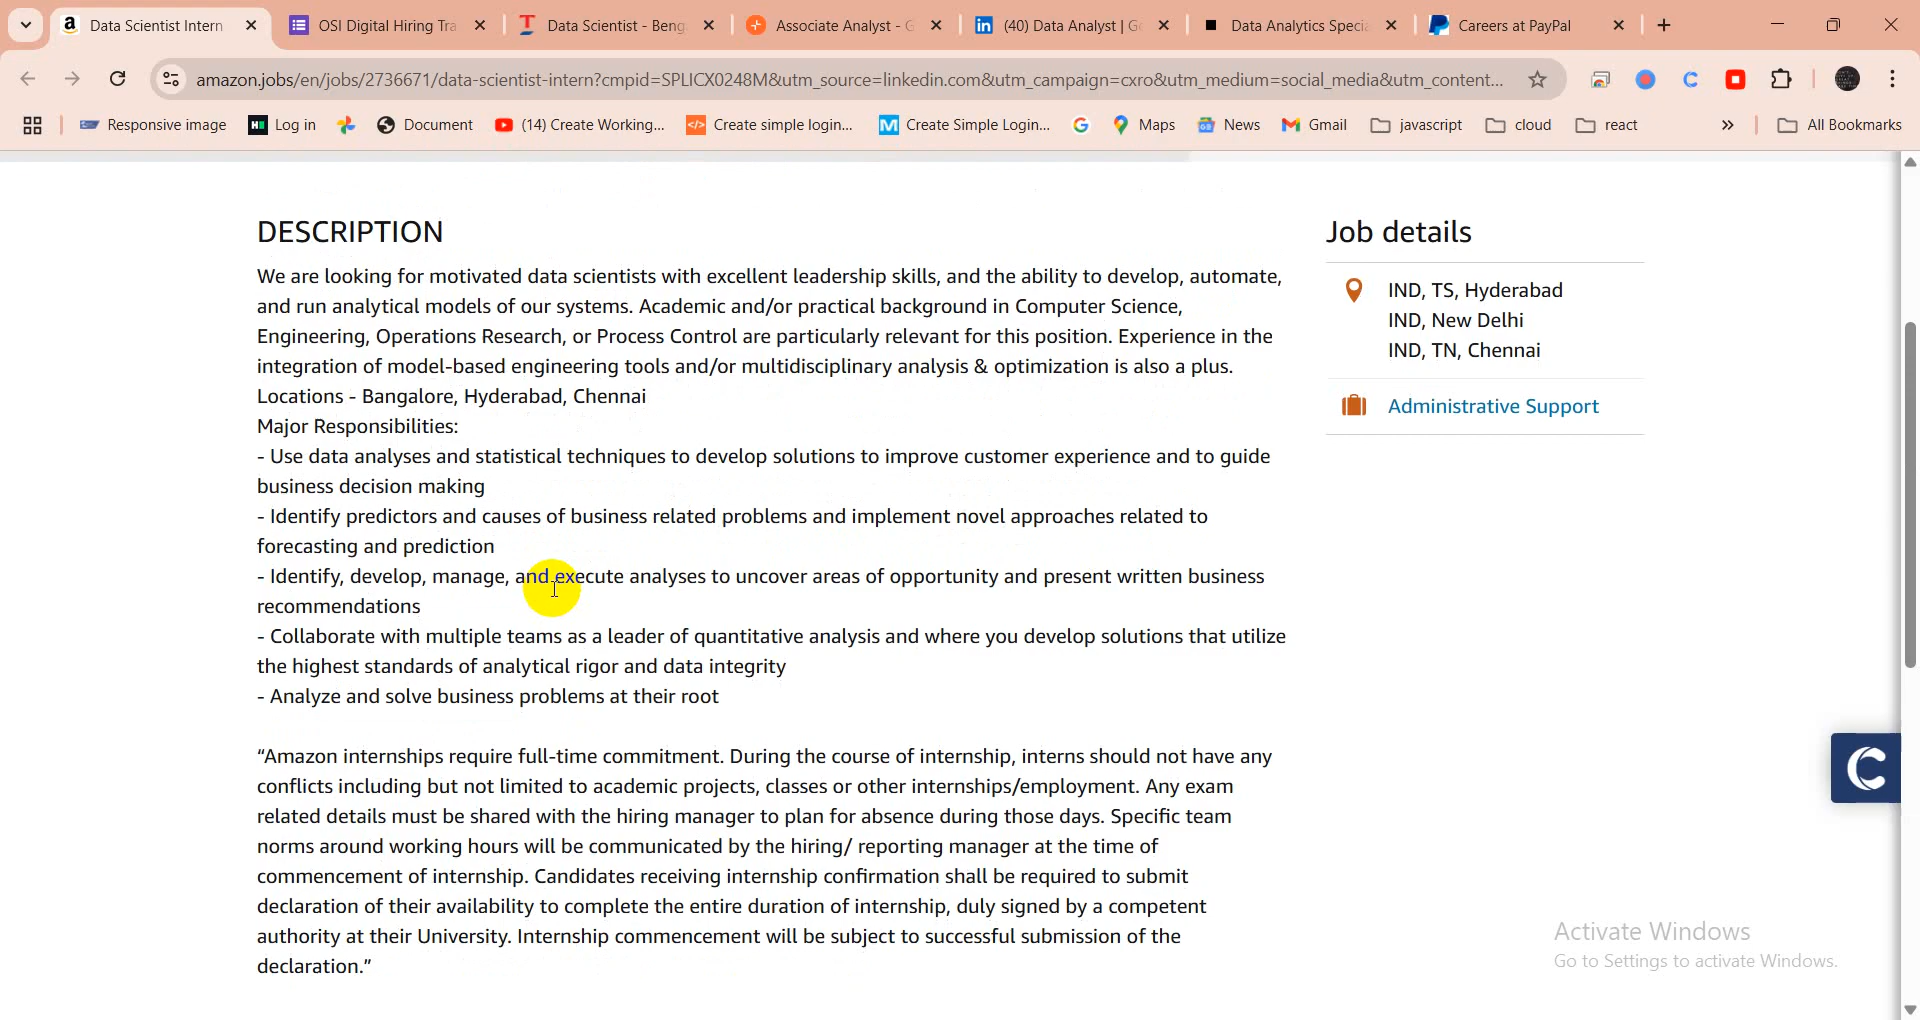 Data Scientist Intern
OSI Digital Hiring Tra
Data Scientist - Beng
Associate Analyst - G
(40) Data Analyst | Ge
Data Analytics Specia
Careers at PayPal
amazon.jobs/en/jobs/2736671/data-scientist-intern?cmpid=SPLICX0248M&utm_source=linkedin.com&utm_campaign=cxro&utm_medium=social_media&utm_content...
Responsive image
Log in
Document
(14) Create Working...
Create simple login...
Create Simple Login...
Maps
News
Gmail
javascript
cloud
react
All Bookmarks
DESCRIPTION
We are looking for motivated data scientists with excellent leadership skills, and the ability to develop, automate,
and run analytical models of our systems. Academic and/or practical background in Computer Science,
Engineering, Operations Research, or Process Control are particularly relevant for this position. Experience in the
integration of model-based engineering tools and/or multidisciplinary analysis & optimization is also a plus.
Locations - Bangalore, Hyderabad, Chennai
Major Responsibilities:
- Use data analyses and statistical techniques to develop solutions to improve customer experience and to guide
business decision making
- Identify predictors and causes of business related problems and implement novel approaches related to
forecasting and prediction
- Identify, develop, manage, and execute analyses to uncover areas of opportunity and present written business
recommendations
- Collaborate with multiple teams as a leader of quantitative analysis and where you develop solutions that utilize
the highest standards of analytical rigor and data integrity
- Analyze and solve business problems at their root
“Amazon internships require full-time commitment. During the course of internship, interns should not have any
conflicts including but not limited to academic projects, classes or other internships/employment. Any exam
related details must be shared with the hiring manager to plan for absence during those days. Specific team
norms around working hours will be communicated by the hiring/ reporting manager at the time of
commencement of internship. Candidates receiving internship confirmation shall be required to submit
declaration of their availability to complete the entire duration of internship, duly signed by a competent
authority at their University. Internship commencement will be subject to successful submission of the
declaration.”
Job details
IND, TS, Hyderabad
IND, New Delhi
IND, TN, Chennai
Administrative Support
Activate Windows
Go to Settings to activate Windows.